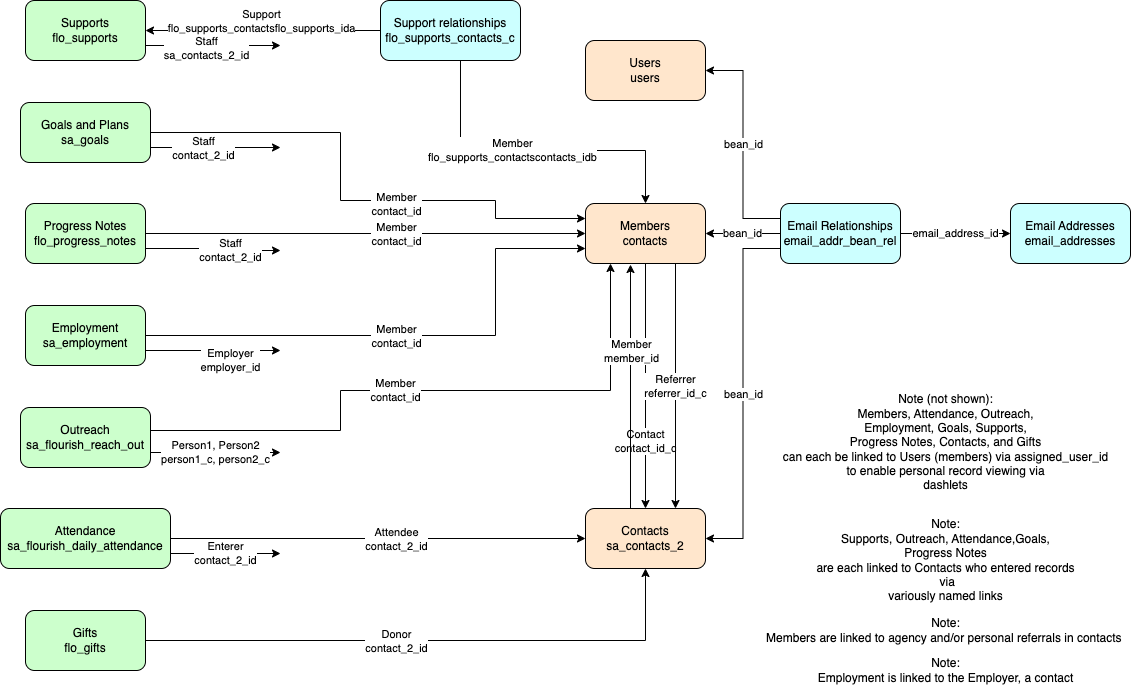 Supports
flo_supports
Support
flo_supports_contactsflo_supports_ida
Staff
sa_contacts_2_id
Support relationships
flo_supports_contacts_c
Users
users
Goals and Plans
sa_goals
Staff
contact_2_id
Member
flo_supports_contactscontacts_idb
bean_id
Member
contact_id
Progress Notes
flo_progress_notes
Staff
contact_2_id
Member
contact_id
Members
contacts
bean_id
Email Relationships
email_addr_bean_rel
email_address_id
Email Addresses
email_addresses
Employment
sa_employment
Employer
employer_id
Member
contact_id
Member
member_id
Referrer
referrer_id_c
bean_id
Member
contact_id
Outreach
sa_flourish_reach_out
Person1, Person2
person1_c, person2_c
Contact
contact_id_c
Note (not shown):
Members, Attendance, Outreach,
Employment, Goals, Supports,
Progress Notes, Contacts, and Gifts
can each be linked to Users (members) via assigned_user_id
to enable personal record viewing via
dashlets
Attendance
sa_flourish_daily_attendance
Enterer
contact_2_id
Attendee
contact_2_id
Contacts
sa_contacts_2
Note:
Supports, Outreach, Attendance,Goals,
Progress Notes
are each linked to Contacts who entered records
via
variously named links
Gifts
flo_gifts
Donor
contact_2_id
Note:
Members are linked to agency and/or personal referrals in contacts
Note:
Employment is linked to the Employer, a contact